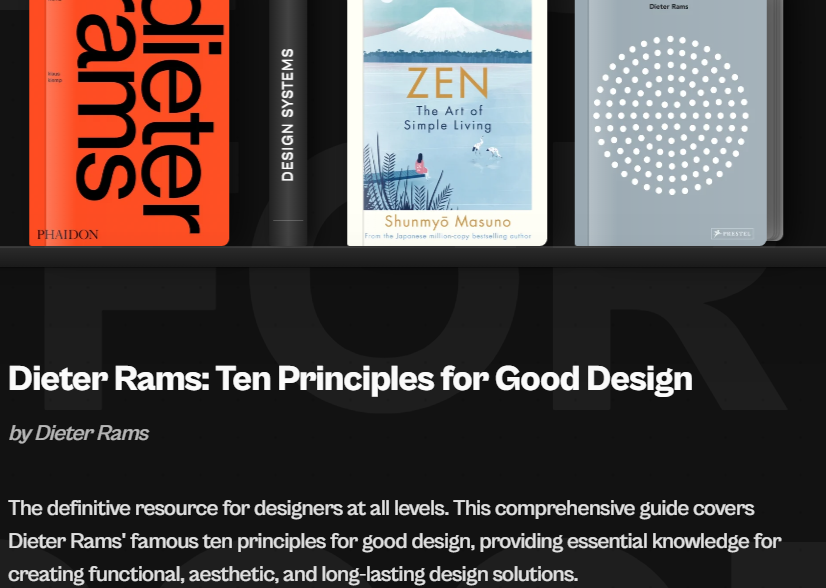 dieter
rams
PHAIDON
DESIGN SYSTEMS
ZEN
The Art of
Simple Living
Shunmyō Masuno
From the Japanese million-copy bestselling author
Dieter Rams
PRESTEL
Dieter Rams: Ten Principles for Good Design
by Dieter Rams
The definitive resource for designers at all levels. This comprehensive guide covers
Dieter Rams' famous ten principles for good design, providing essential knowledge for
creating functional, aesthetic, and long-lasting design solutions.
FOR